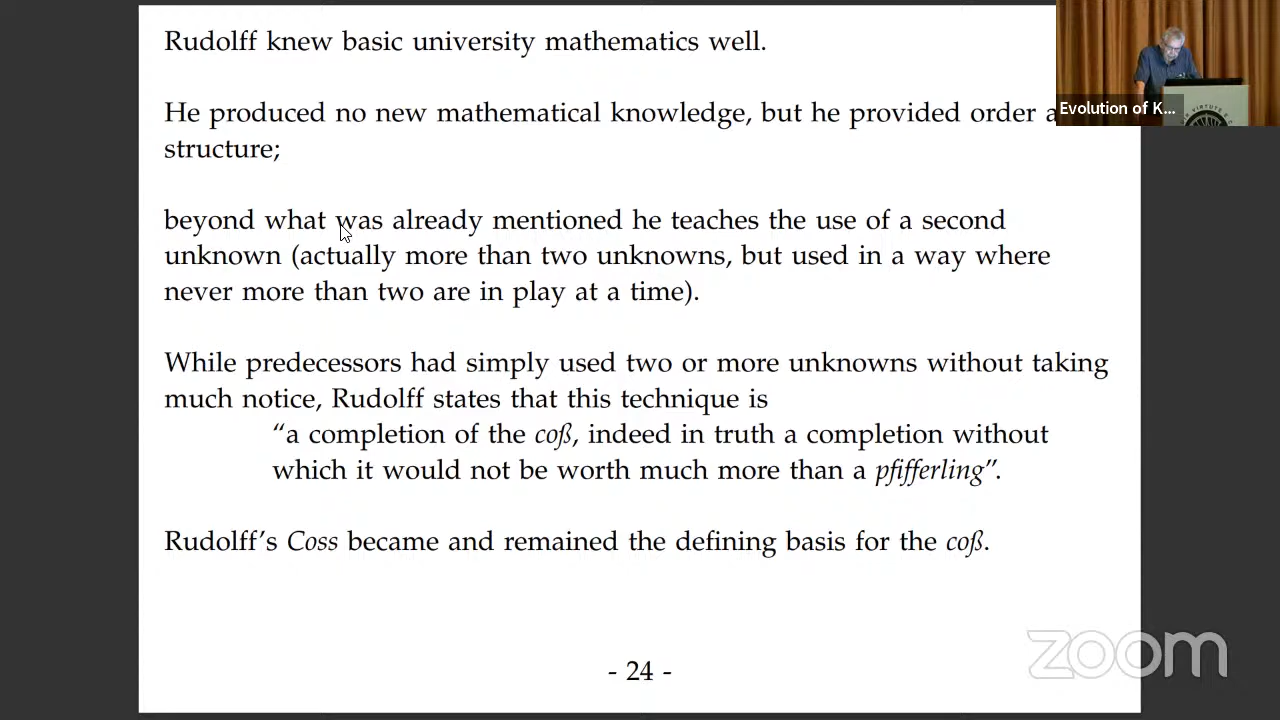 Rudolff knew basic university mathematics well.
He produced no new mathematical knowledge, but he provided order
structure;
beyond what was already mentioned he teaches the use of a second
unknown (actually more than two unknowns, but used in a way where
never more than two are in play at a time).
While predecessors had simply used two or more unknowns without taking
much notice, Rudolff states that this technique is
“a completion of the coß, indeed in truth a completion without
which it would not be worth much more than a pfifferling”.
Rudolff’s Coss became and remained the defining basis for the coß.
- 24 -
Evolution of K...
zoom